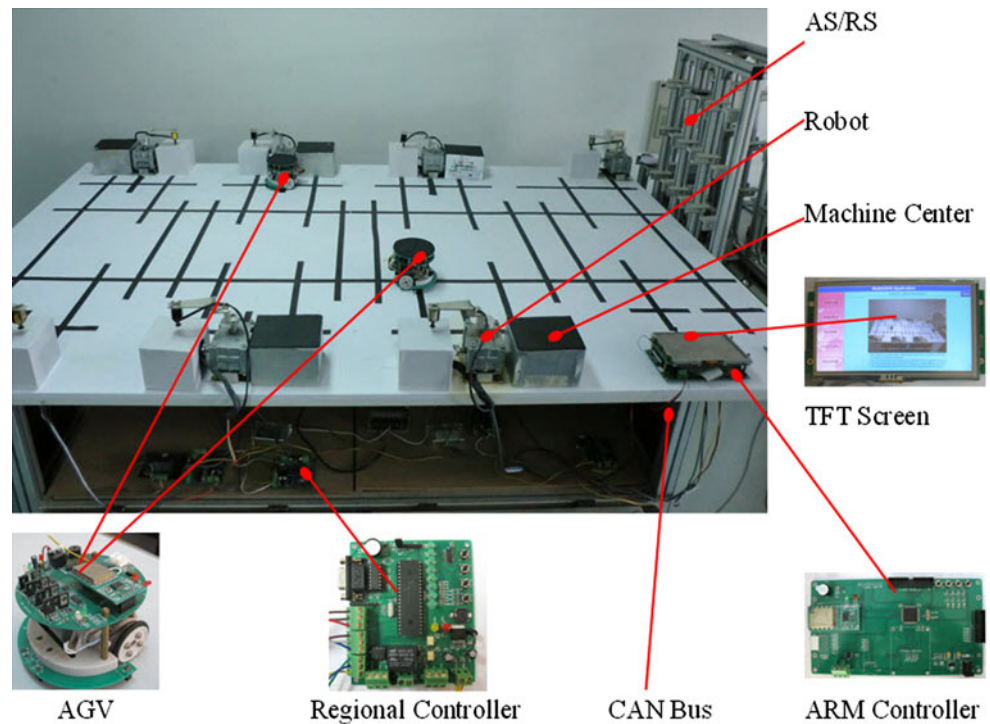 AS/RS
Robot
Machine Center
TFT Screen
AGV
Regional Controller
CAN Bus
ARM Controller